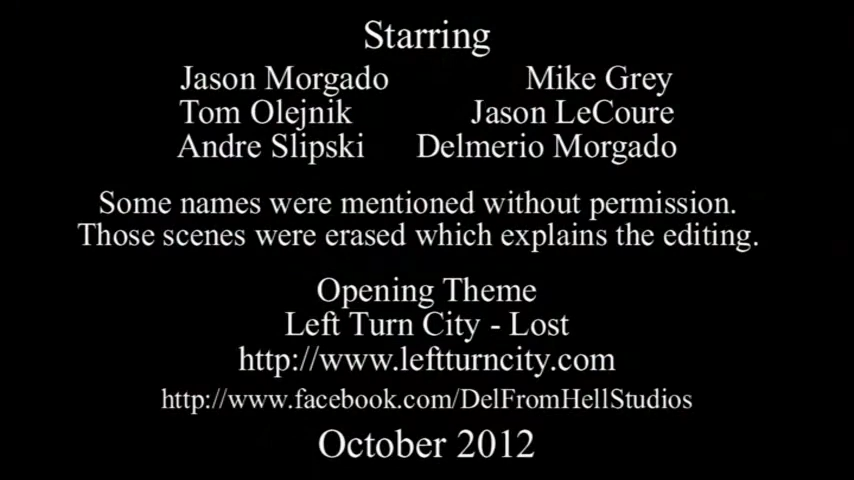 Starring
Jason Morgado Mike Grey
Tom Olejnik Jason LeCoure
Andre Slipski Delmerio Morgado
Some names were mentioned without permission.
Those scenes were erased which explains the editing.
Opening Theme
Left Turn City - Lost
http://www.leftturncity.com
http://www.facebook.com/DelFromHellStudios
October 2012